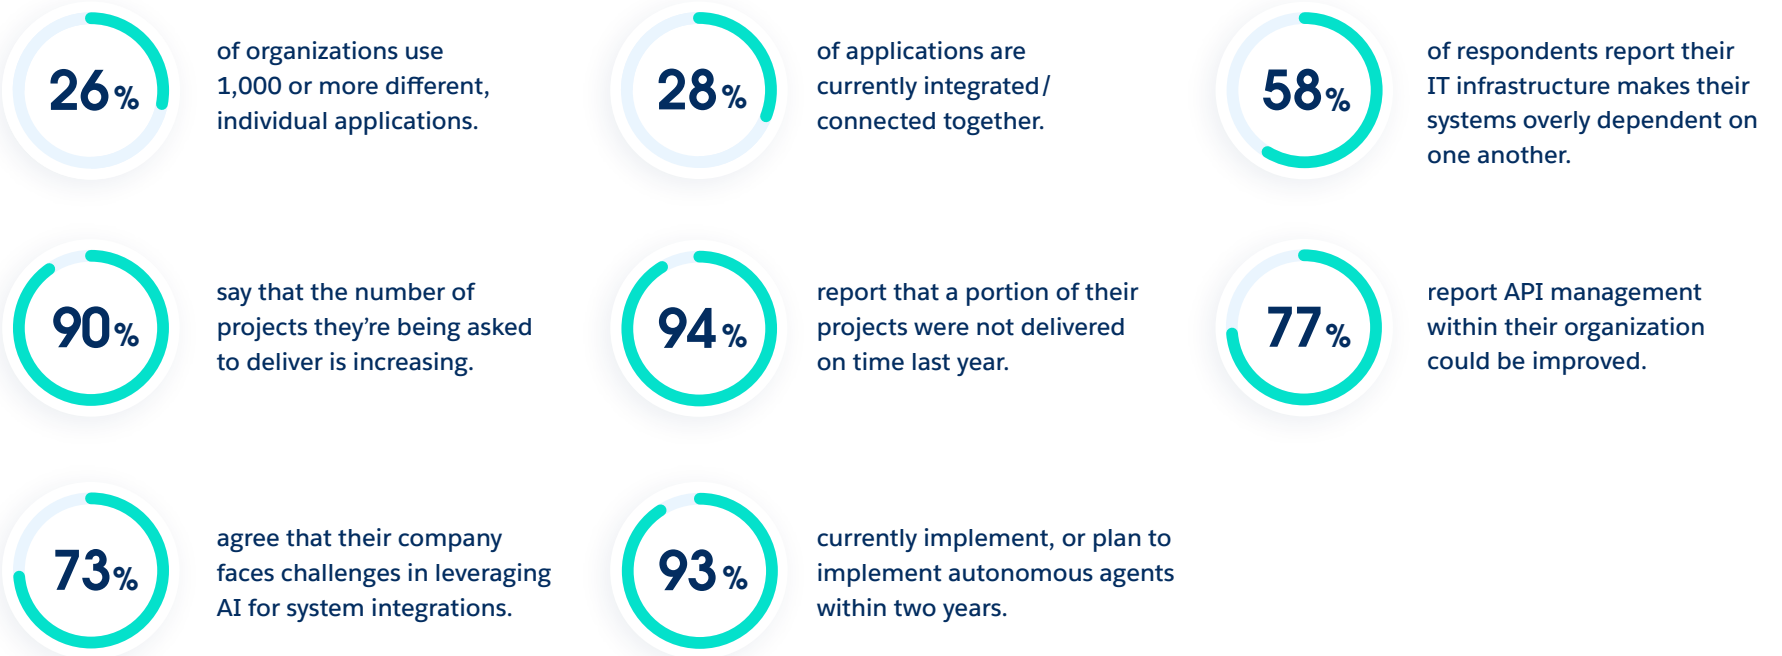 26%
of organizations use
1,000 or more different,
individual applications.
28%
of applications are
currently integrated/
connected together.
58%
of respondents report their
IT infrastructure makes their
systems overly dependent on
one another.
90%
say that the number of
projects they’re being asked
to deliver is increasing.
94%
report that a portion of their
projects were not delivered
on time last year.
77%
report API management
within their organization
could be improved.
73%
agree that their company
faces challenges in leveraging
AI for system integrations.
93%
currently implement, or plan to
implement autonomous agents
within two years.